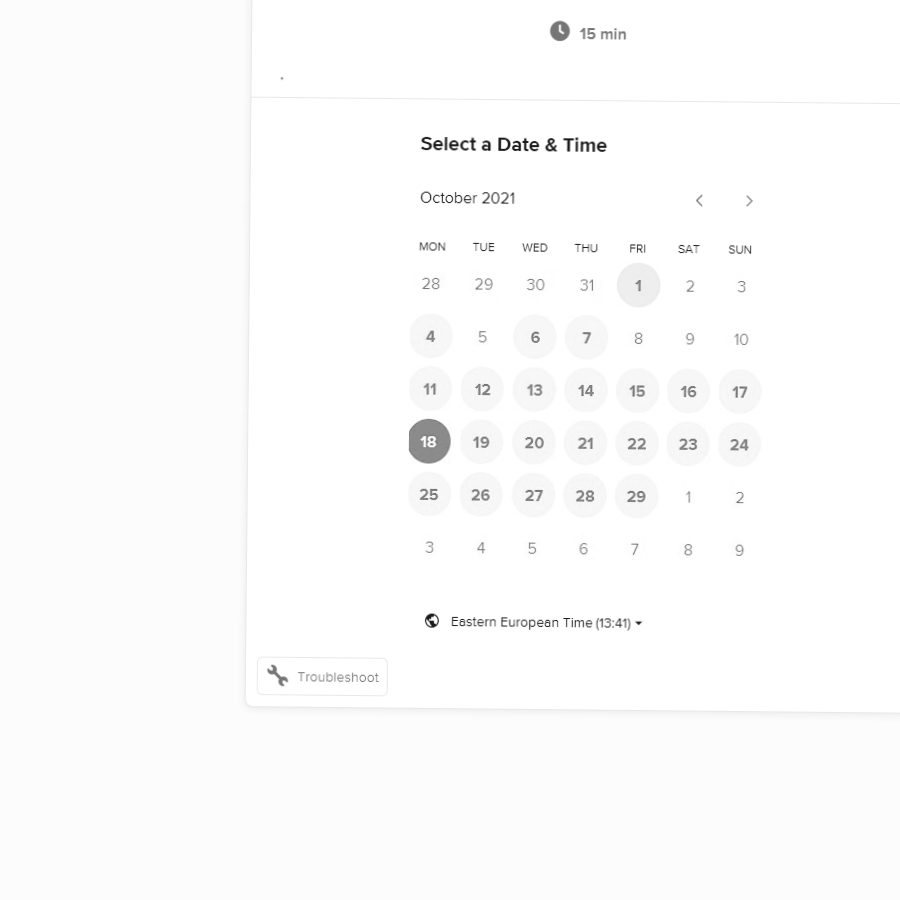 15 min
.
Select a Date & Time
October 2021
MON TUE WED THU FRI SAT SUN
28 29 30 31 1 2 3
4 5 6 7 8 9 10
11 12 13 14 15 16 17
18 19 20 21 22 23 24
25 26 27 28 29 1 2
3 4 5 6 7 8 9
Eastern European Time (13:41)
Troubleshoot